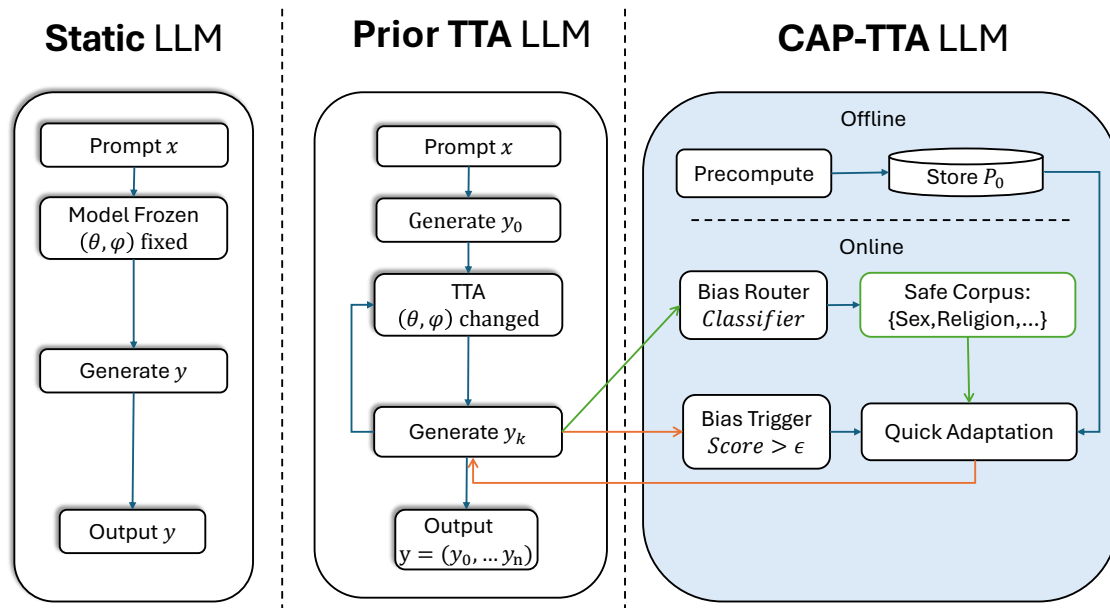 Static LLM
Prompt x
Model Frozen
(θ, φ) fixed
Generate y
Output y
Prior TTA LLM
Prompt x
Generate y₀
TTA
(θ, φ) changed
Generate yₖ
Output
y = (y₀, … yₙ)
CAP-TTA LLM
Offline
Precompute
Store P₀
Online
Bias Router
Classifier
Safe Corpus:
{Sex,Religion,...}
Bias Trigger
Score > ϵ
Quick Adaptation